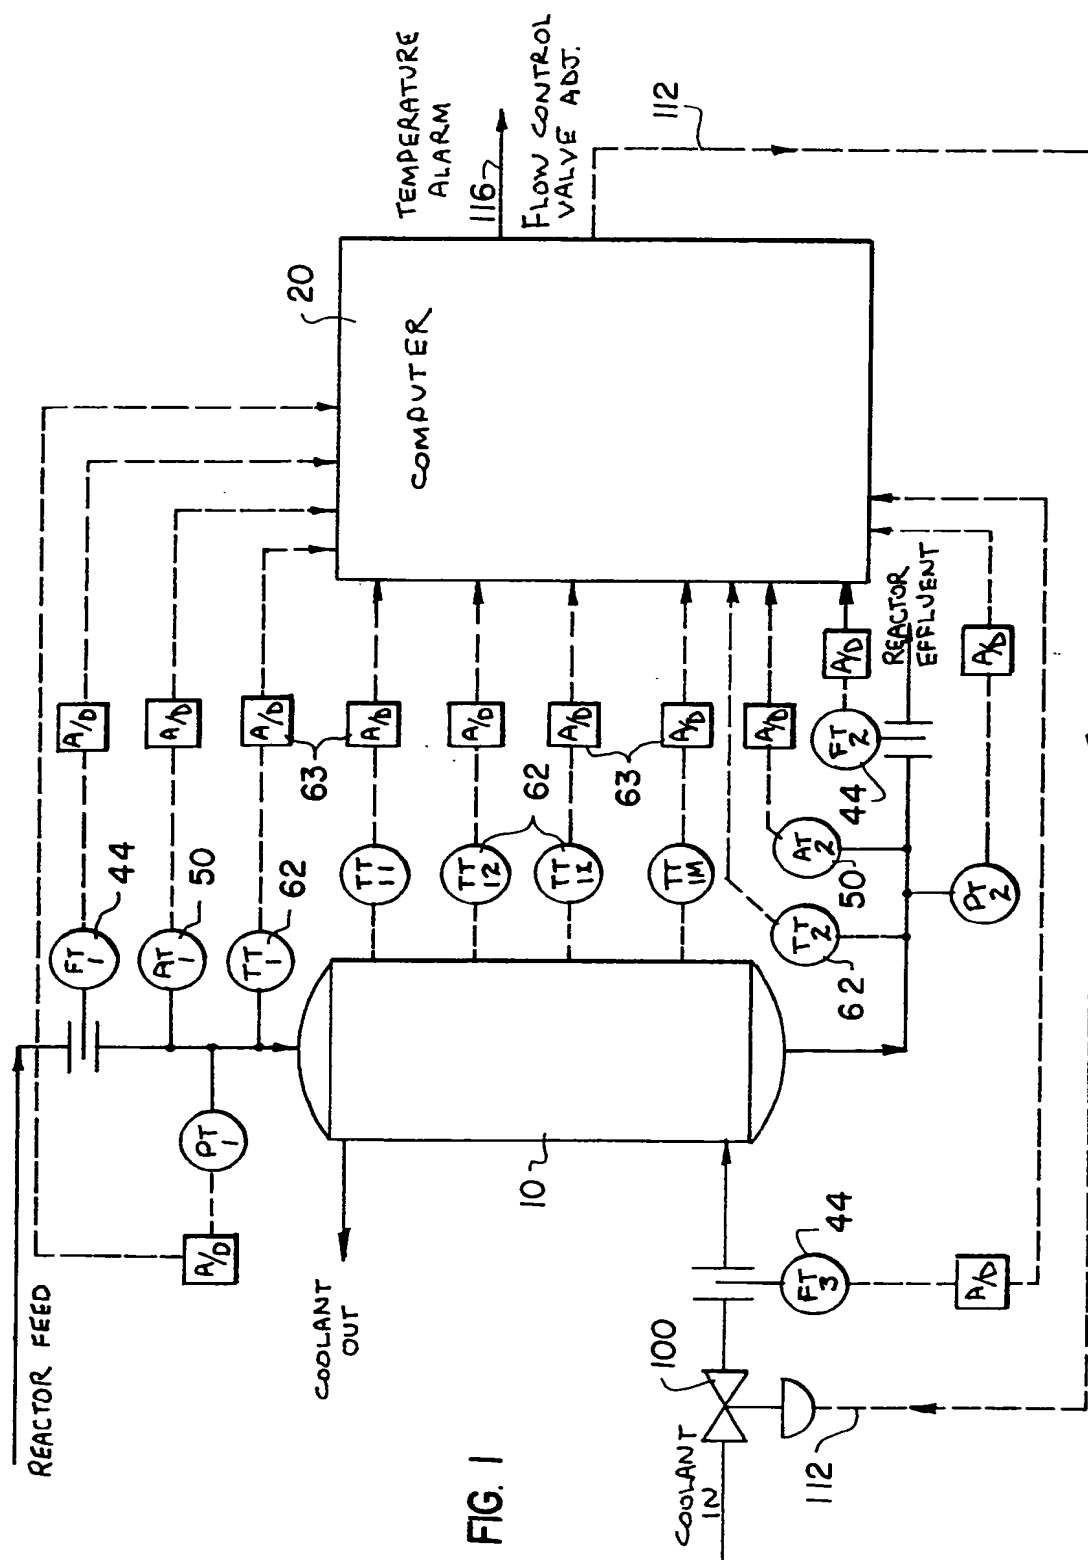 TEMPERATURE
ALARM
116
FLOW CONTROL
VALVE ADJ.
112
20
COMPUTER
A/D
A/D
A/D
A/D
A/D
A/D
A/D
A/D
A/D
A/D
63
63
62
REACTOR
EFFLUENT
FT
1
44
AT
1
50
TT
1
62
TT
11
TT
12
TT
1X
TT
1M
TT
2
62
AT
2
50
FT
2
44
PT
2
PT
1
A/D
REACTOR FEED
10
COOLANT
OUT
FT
3
44
A/D
100
COOLANT
IN
112
FIG. 1